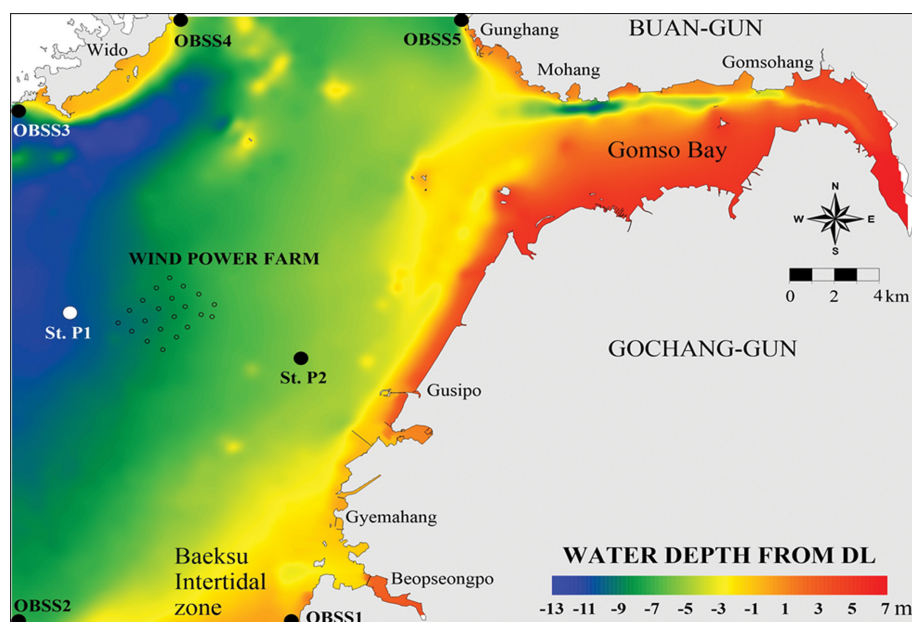 Wido
OBSS4
OBSS5
Gunghang
BUAN-GUN
Mohang
Gomsohang
OBSS3
Gomso Bay
N
W
E
S
WIND POWER FARM
0 2 4
km
St. P1
St. P2
GOCHANG-GUN
Gusipo
Gyemahang
Baeksu
Intertidal
zone
Beopseongpo
WATER DEPTH FROM DL
-13 -11 -9 -7 -5 -3 -1 1 3 5 7 m
OBSS2
OBSS1